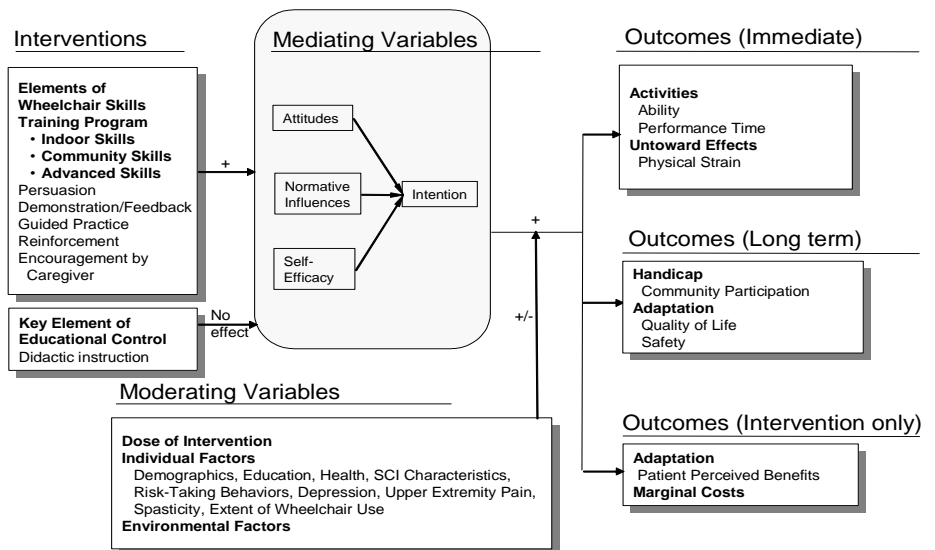 Interventions
Elements of
Wheelchair Skills
Training Program
• Indoor Skills
• Community Skills
• Advanced Skills
Persuasion
Demonstration/Feedback
Guided Practice
Reinforcement
Encouragement by
Caregiver
+
Key Element of
Educational Control
Didactic instruction
No
effect
Mediating Variables
Attitudes
Normative
Influences
Self-
Efficacy
Intention
+
+/-
Moderating Variables
Dose of Intervention
Individual Factors
Demographics, Education, Health, SCI Characteristics,
Risk-Taking Behaviors, Depression, Upper Extremity Pain,
Spasticity, Extent of Wheelchair Use
Environmental Factors
Outcomes (Immediate)
Activities
Ability
Performance Time
Untoward Effects
Physical Strain
Outcomes (Long term)
Handicap
Community Participation
Adaptation
Quality of Life
Safety
Outcomes (Intervention only)
Adaptation
Patient Perceived Benefits
Marginal Costs